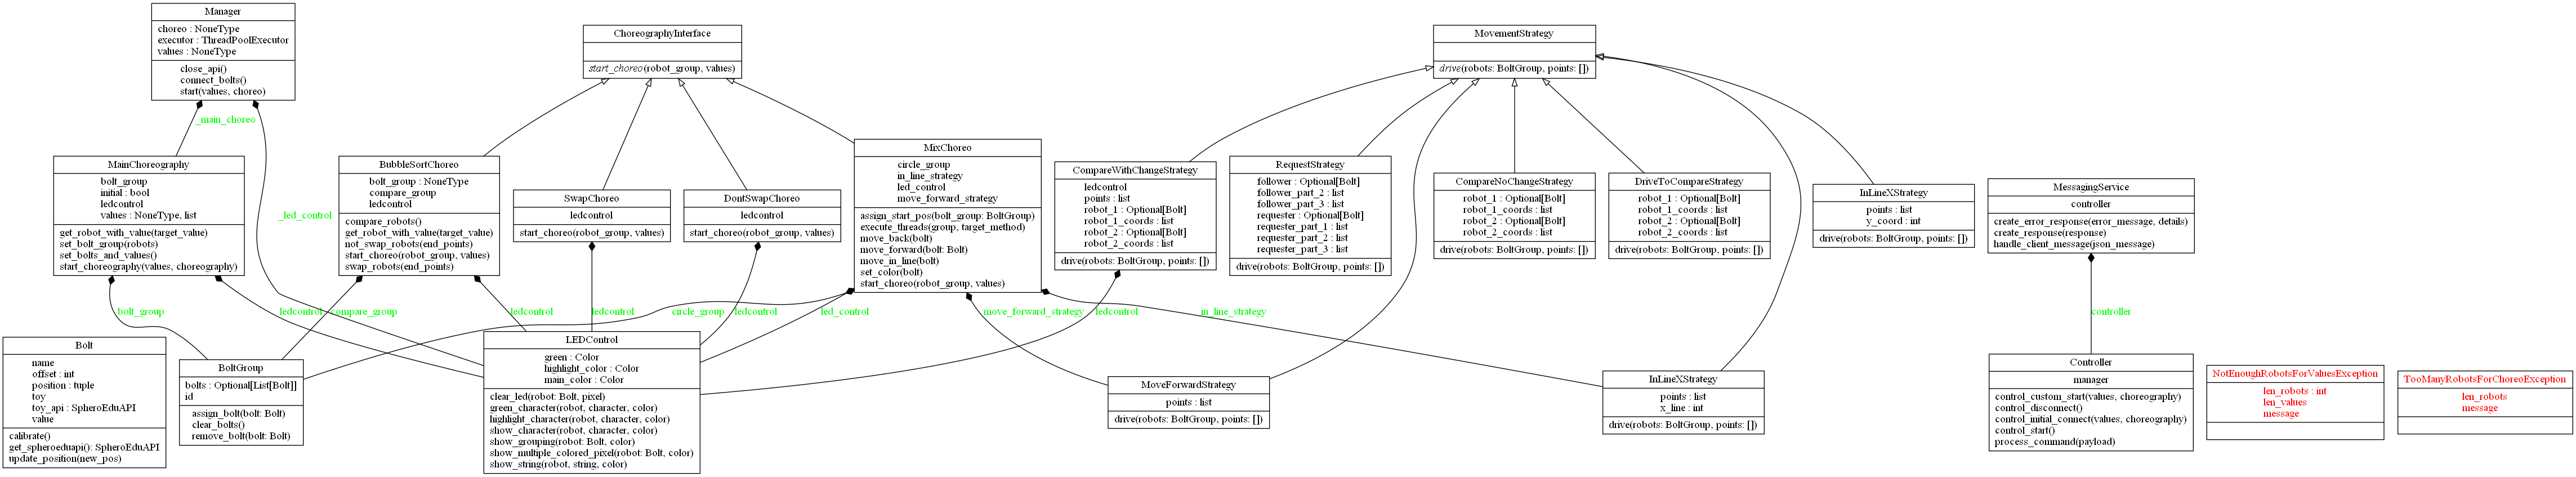 Manager
choreo : NoneType
executor : ThreadPoolExecutor
values : NoneType
close_api()
connect_bolts()
start(values, choreo)
ChoreographyInterface
start_choreo(robot_group, values)
MovementStrategy
drive(robots: BoltGroup, points: [])
_main_choreo
MainChoreography
bolt_group
initial : bool
ledcontrol
values : NoneType, list
get_robot_with_value(target_value)
set_bolt_group(robots)
set_bolts_and_values()
start_choreography(values, choreography)
_led_control
BubbleSortChoreo
bolt_group : NoneType
compare_group
ledcontrol
compare_robots()
get_robot_with_value(target_value)
not_swap_robots(end_points)
start_choreo(robot_group, values)
swap_robots(end_points)
SwapChoreo
ledcontrol
start_choreo(robot_group, values)
DontSwapChoreo
ledcontrol
start_choreo(robot_group, values)
MixChoreo
circle_group
in_line_strategy
led_control
move_forward_strategy
assign_start_pos(bolt_group: BoltGroup)
execute_threads(group, target_method)
move_back(bolt)
move_forward(bolt: Bolt)
move_in_line(bolt)
set_color(bolt)
start_choreo(robot_group, values)
CompareWithChangeStrategy
ledcontrol
points : list
robot_1 : Optional[Bolt]
robot_1_coords : list
robot_2 : Optional[Bolt]
robot_2_coords : list
drive(robots: BoltGroup, points: [])
RequestStrategy
follower : Optional[Bolt]
follower_part_2 : list
follower_part_3 : list
requester : Optional[Bolt]
requester_part_1 : list
requester_part_2 : list
requester_part_3 : list
drive(robots: BoltGroup, points: [])
CompareNoChangeStrategy
robot_1 : Optional[Bolt]
robot_1_coords : list
robot_2 : Optional[Bolt]
robot_2_coords : list
drive(robots: BoltGroup, points: [])
DriveToCompareStrategy
robot_1 : Optional[Bolt]
robot_1_coords : list
robot_2 : Optional[Bolt]
robot_2_coords : list
drive(robots: BoltGroup, points: [])
InLineXStrategy
points : list
y_coord : int
drive(robots: BoltGroup, points: [])
MessagingService
controller
create_error_response(error_message, details)
create_response(response)
handle_client_message(json_message)
bolt_group
ledcontrol
compare_group
ledcontrol
ledcontrol
circle_group
ledcontrol
led_control
move_forward_strategy
ledcontrol
in_line_strategy
controller
Bolt
name
offset : int
position : tuple
toy
toy_api : SpheroEduAPI
value
calibrate()
get_spheroeduapi(): SpheroEduAPI
update_position(new_pos)
BoltGroup
bolts : Optional[List[Bolt]]
id
assign_bolt(bolt: Bolt)
clear_bolts()
remove_bolt(bolt: Bolt)
LEDControl
green : Color
highlight_color : Color
main_color : Color
clear_led(robot: Bolt, pixel)
green_character(robot, character, color)
highlight_character(robot, character, color)
show_character(robot, character, color)
show_grouping(robot: Bolt, color)
show_multiple_colored_pixel(robot: Bolt, color)
show_string(robot, string, color)
MoveForwardStrategy
points : list
drive(robots: BoltGroup, points: [])
InLineXStrategy
points : list
x_line : int
drive(robots: BoltGroup, points: [])
Controller
manager
control_custom_start(values, choreography)
control_disconnect()
control_initial_connect(values, choreography)
control_start()
process_command(payload)
NotEnoughRobotsForValuesException
len_robots : int
len_values
message
TooManyRobotsForChoreoException
len_robots
message